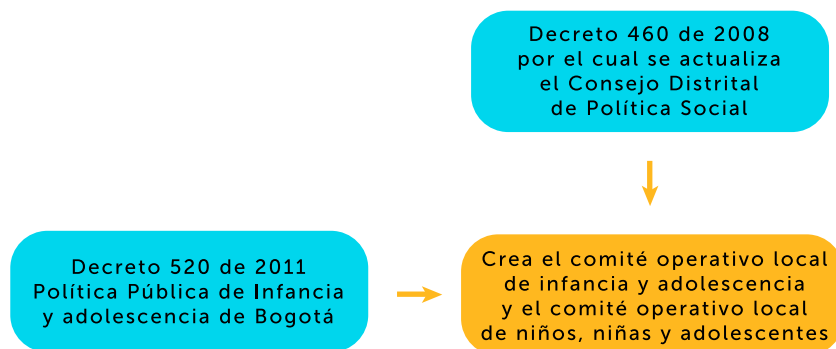 Decreto 460 de 2008
por el cual se actualiza
el Consejo Distrital
de Política Social
Decreto 520 de 2011
Política Pública de Infancia
y adolescencia de Bogotá
Crea el comité operativo local
de infancia y adolescencia
y el comité operativo local
de niños, niñas y adolescentes